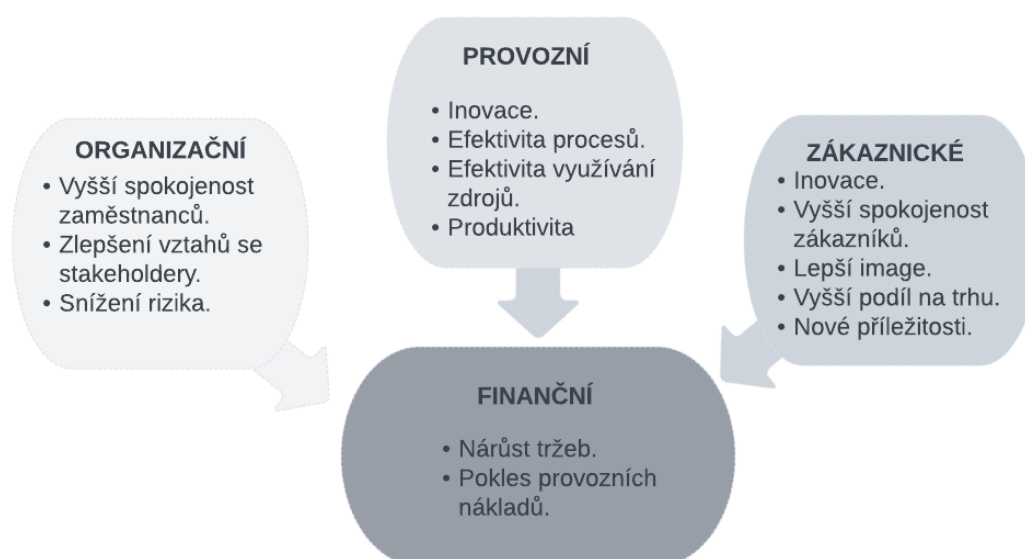 PROVOZNÍ
• Inovace.
• Efektivita procesů.
• Efektivita využívání
zdrojů.
• Produktivita
ORGANIZAČNÍ
• Vyšší spokojenost
zaměstnanců.
• Zlepšení vztahů se
stakeholdery.
• Snížení rizika.
ZÁKAZNICKÉ
• Inovace.
• Vyšší spokojenost
zákazníků.
• Lepší image.
• Vyšší podíl na trhu.
• Nové příležitosti.
FINANČNÍ
• Nárůst tržeb.
• Pokles provozních
nákladů.